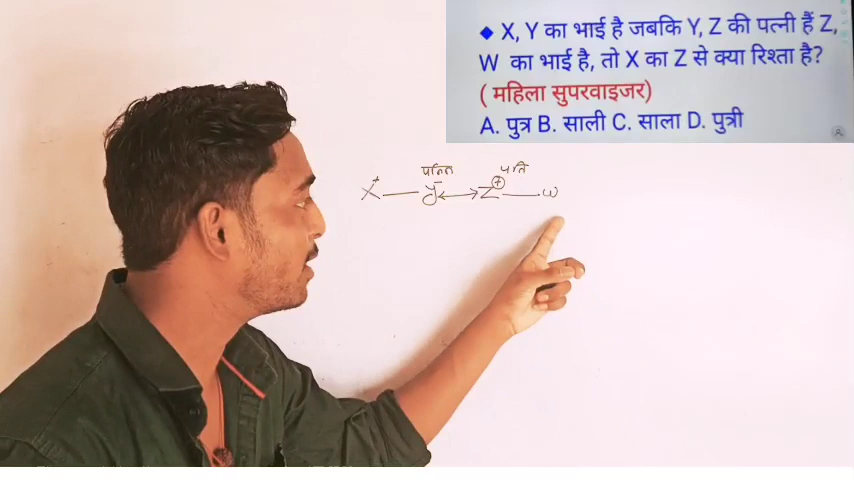 ◆ X, Y का भाई है जबकि Y, Z की पत्नी हैं Z,
W का भाई है, तो X का Z से क्या रिश्ता है?
( महिला सुपरवाइजर)
A. पुत्र B. साली C. साला D. पुत्री
पत्नि पति
X⁺ — Y⁻ ↔ Z⊕ — W